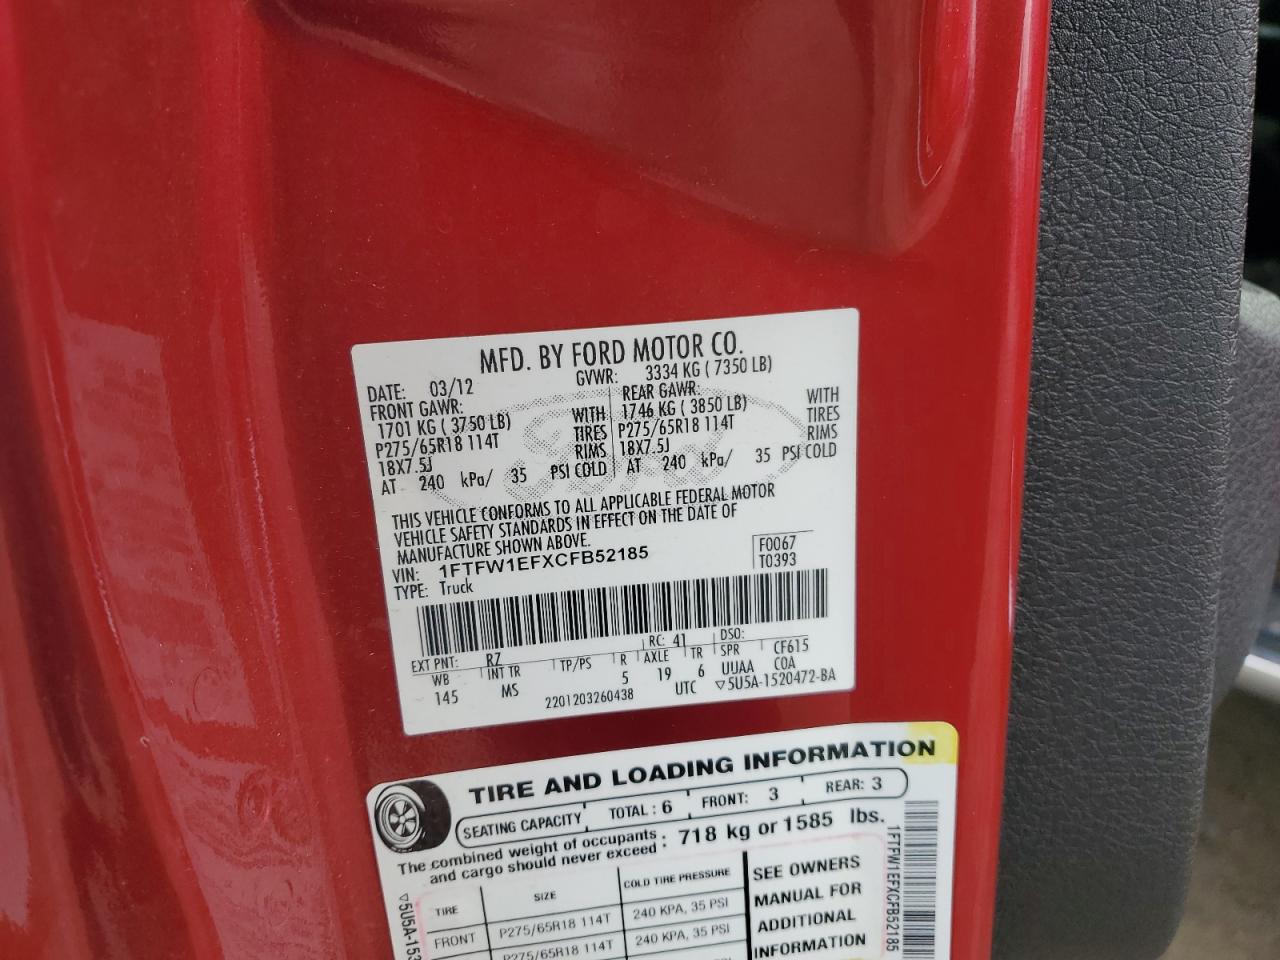 MFD. BY FORD MOTOR CO.
DATE: 03/12 GVWR: 3334 KG ( 7350 LB)
FRONT GAWR: REAR GAWR:
1701 KG ( 3750 LB) WITH 1746 KG ( 3850 LB) WITH
P275/65R18 114T TIRES P275/65R18 114T TIRES
18X7.5J RIMS 18X7.5J RIMS
AT 240 kPa/ 35 PSI COLD AT 240 kPa/ 35 PSI COLD
Ford
THIS VEHICLE CONFORMS TO ALL APPLICABLE FEDERAL MOTOR
VEHICLE SAFETY STANDARDS IN EFFECT ON THE DATE OF
MANUFACTURE SHOWN ABOVE.
VIN: 1FTFW1EFXCFB52185 F0067
TYPE: Truck T0393
EXT PNT: RZ RC: 41 DSO: CF615
WB INT TR TP/PS R AXLE TR SPR COA
145 MS 5 19 6 UUAA
2201203260438 UTC ▽5U5A-1520472-BA
TIRE AND LOADING INFORMATION
SEATING CAPACITY TOTAL : 6 FRONT: 3 REAR: 3
The combined weight of occupants and cargo should never exceed : 718 kg or 1585 lbs.
TIRE SIZE COLD TIRE PRESSURE
FRONT P275/65R18 114T 240 KPA, 35 PSI
P275/65R18 114T 240 KPA, 35 PSI
SEE OWNERS
MANUAL FOR
ADDITIONAL
INFORMATION
1FTFW1EFXCFB52185
▽5U5A-153